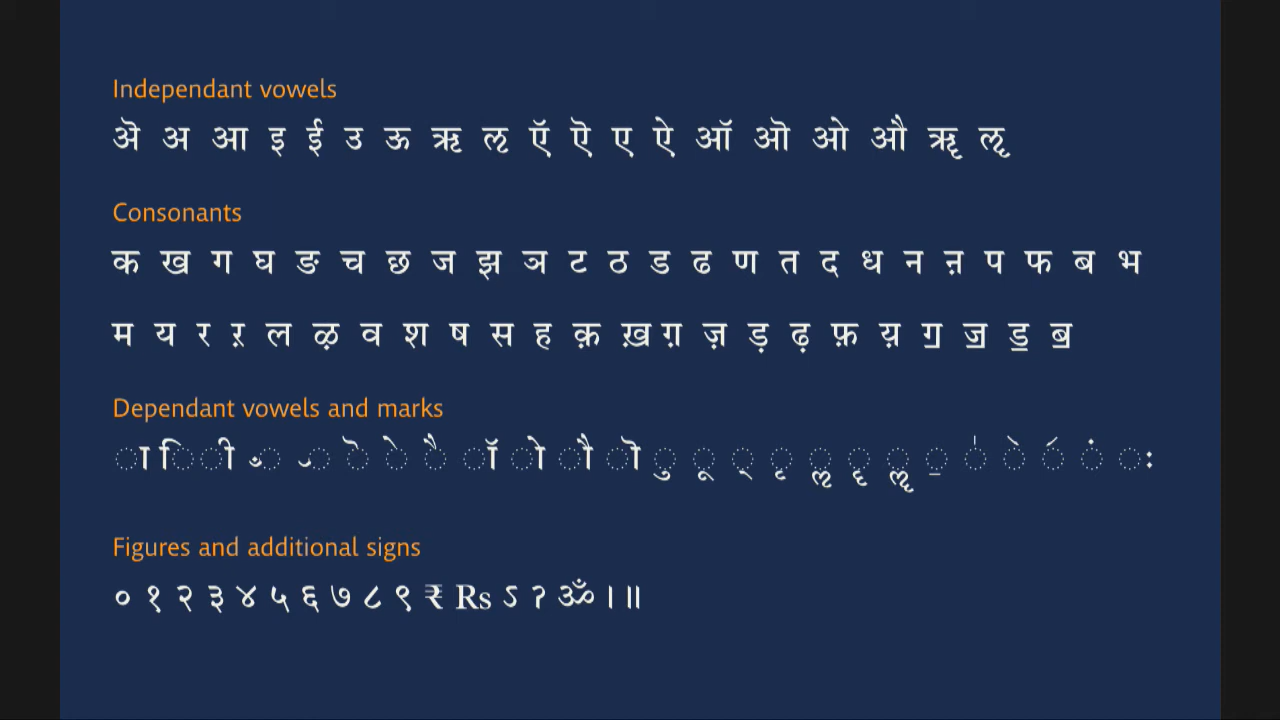 Independant vowels
ऄ अ आ इ ई उ ऊ ऋ ऌ ऍ ऎ ए ऐ ऑ ऒ ओ औ ॠ ॡ
Consonants
क ख ग घ ङ च छ ज झ ञ ट ठ ड ढ ण त द ध न ऩ प फ ब भ
म य र ऱ ल ऴ व श ष स ह क़ ख़ ग़ ज़ ड़ ढ़ फ़ य़ ॻ ॼ ॾ ॿ
Dependant vowels and marks
ा ि ी ॆ े ै ॉ ो ौ ॊ ु ू ् ृ ॢ ॄ ॣ ॒ ॑ ॓ ॔ ं ः
Figures and additional signs
० १ २ ३ ४ ५ ६ ७ ८ ९ ₹ Rs ऽ ॽ ॐ । ॥